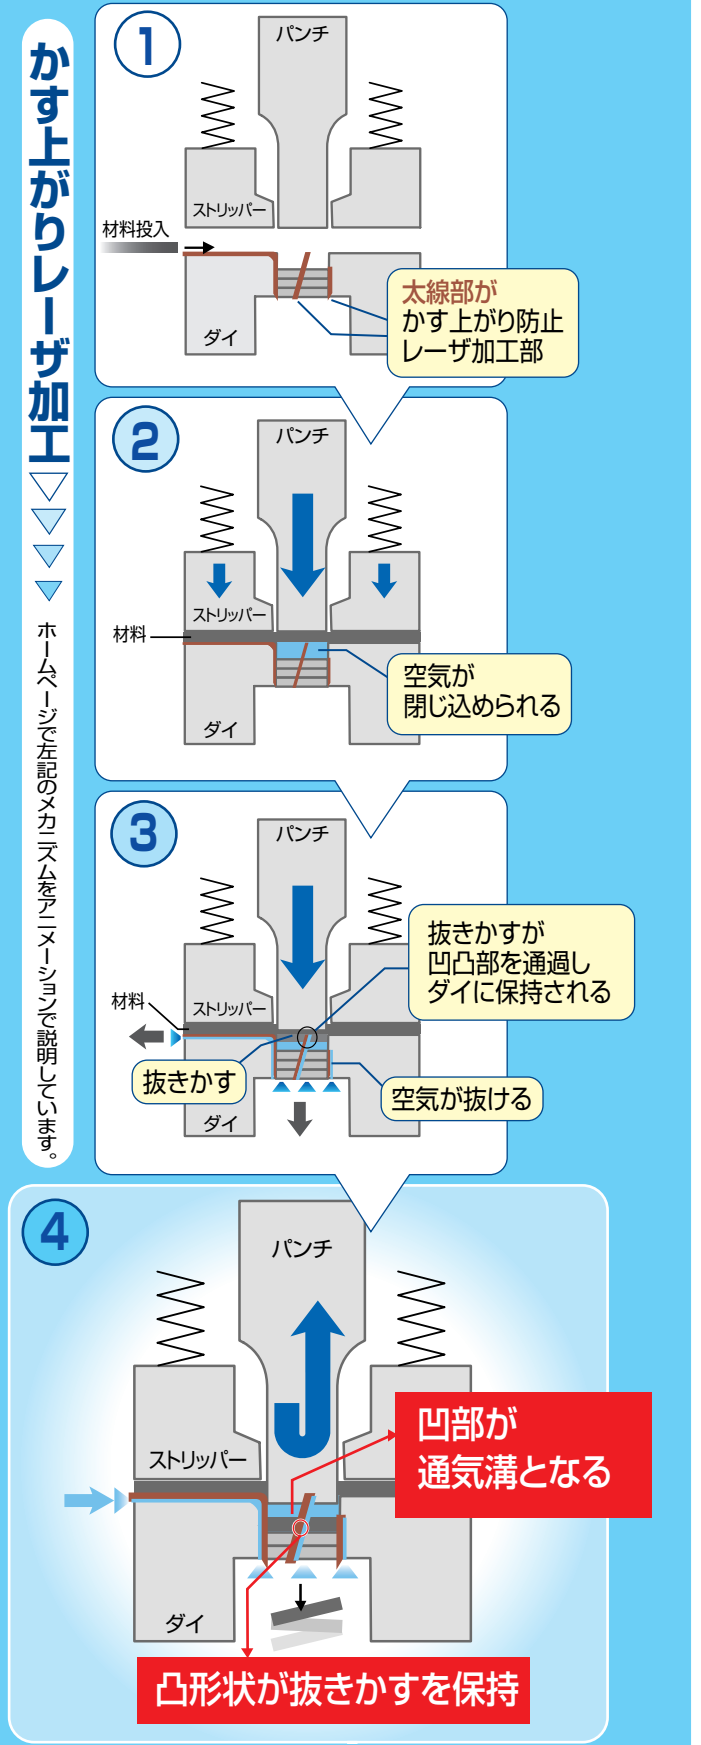 かす上がりレーザ加工
ホームページで左記のメカニズムをアニメーションで説明しています。
1
パンチ
ストリッパー
材料投入
ダイ
太線部が
かす上がり防止
レーザ加工部
2
パンチ
ストリッパー
材料
ダイ
空気が
閉じ込められる
3
パンチ
抜きかすが
凹凸部を通過し
ダイに保持される
材料
ストリッパー
抜きかす
空気が抜ける
ダイ
4
パンチ
凹部が
通気溝となる
ストリッパー
ダイ
凸形状が抜きかすを保持